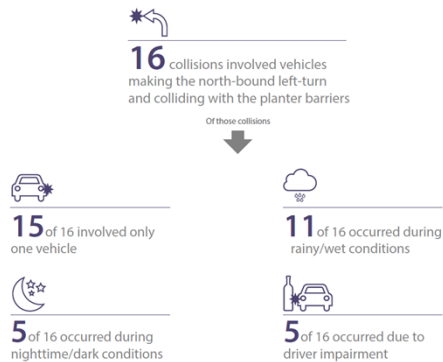 16 collisions involved vehicles
making the north-bound left-turn
and colliding with the planter barriers
Of those collisions
15 of 16 involved only
one vehicle
11 of 16 occurred during
rainy/wet conditions
5 of 16 occurred during
nighttime/dark conditions
5 of 16 occurred due to
driver impairment